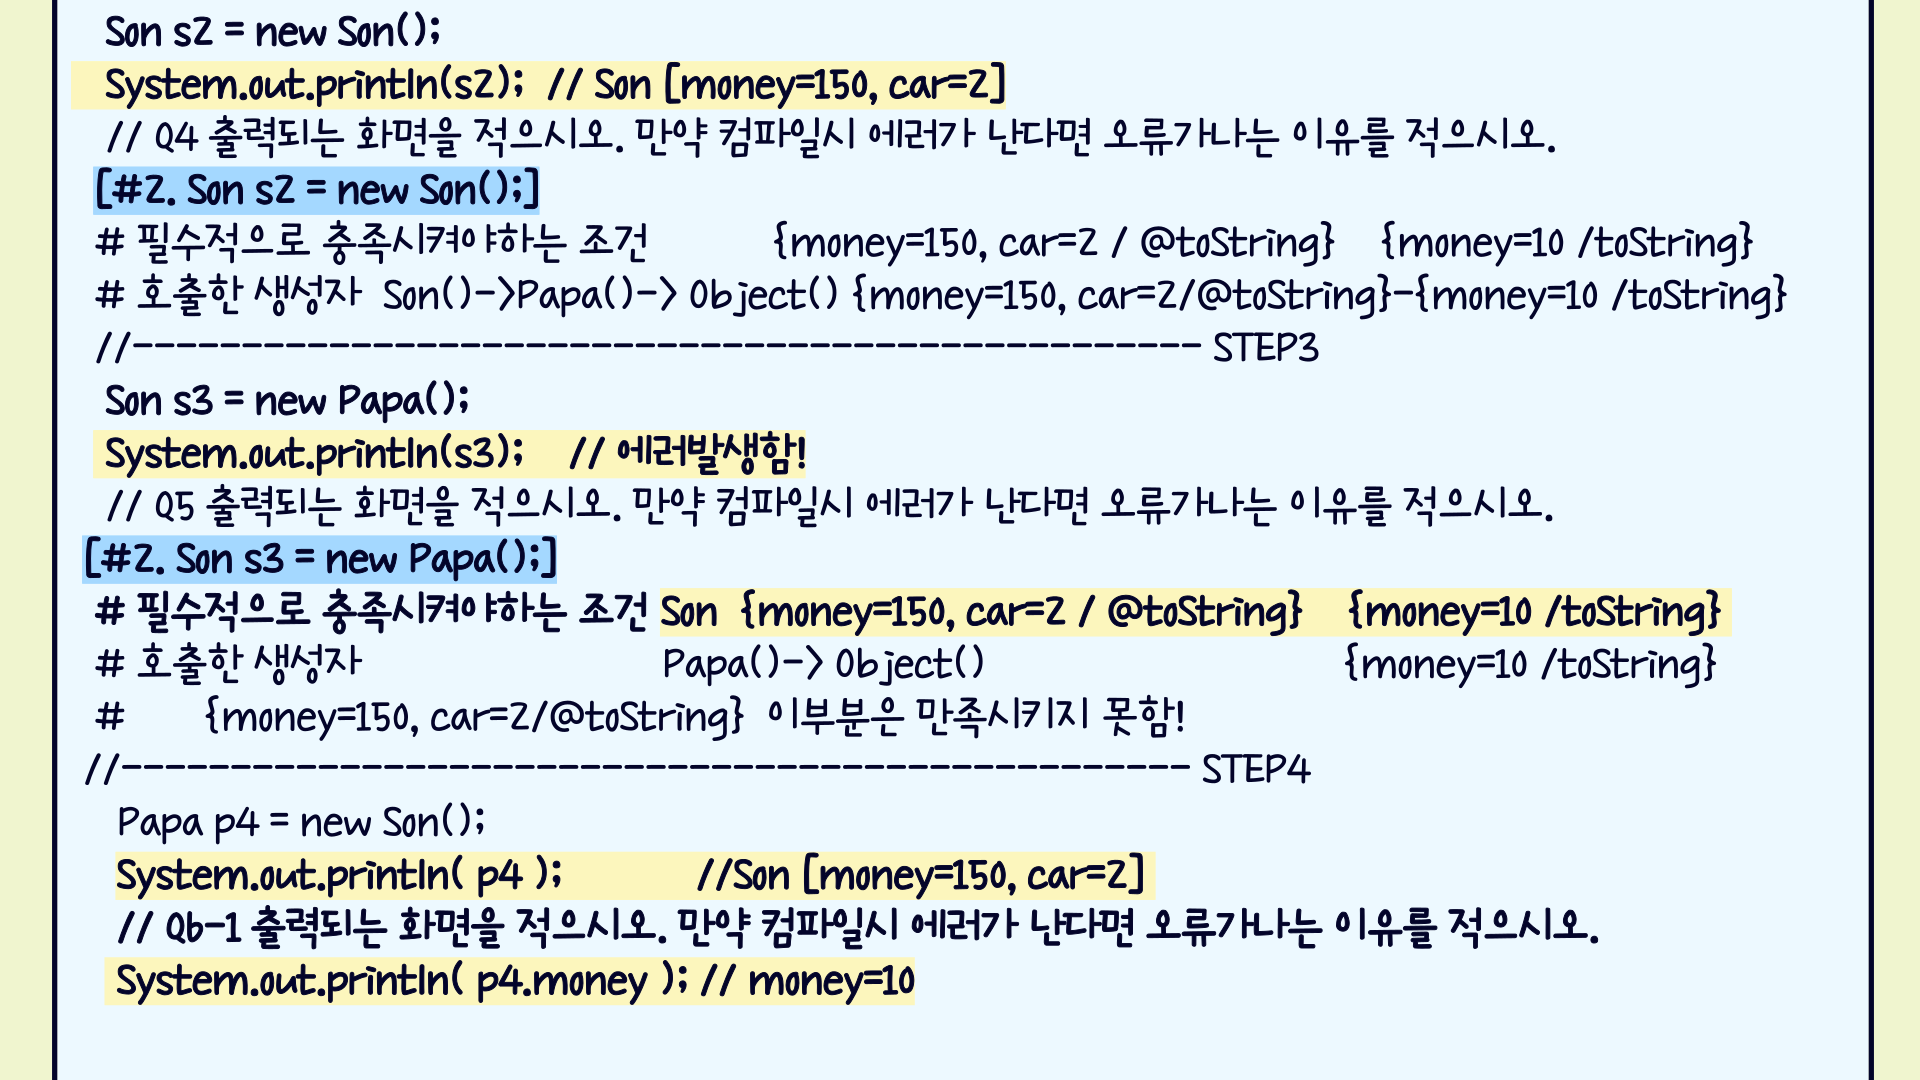 Son s2 = new Son();
System.out.println(s2);  // Son [money=150, car=2]
// Q4 출력되는 화면을 적으시오. 만약 컴파일시 에러가 난다면 오류가나는 이유를 적으시오.
[#2. Son s2 = new Son();]
# 필수적으로 충족시켜야하는 조건 {money=150, car=2 / @toString} {money=10 /toString}
# 호출한 생성자 Son()->Papa()-> Object() {money=150, car=2/@toString}-{money=10 /toString}
//------------------------------------------------- STEP3
Son s3 = new Papa();
System.out.println(s3); // 에러발생함!
// Q5 출력되는 화면을 적으시오. 만약 컴파일시 에러가 난다면 오류가나는 이유를 적으시오.
[#2. Son s3 = new Papa();]
# 필수적으로 충족시켜야하는 조건 Son {money=150, car=2 / @toString} {money=10 /toString}
# 호출한 생성자 Papa()-> Object() {money=10 /toString}
# {money=150, car=2/@toString} 이부분은 만족시키지 못함!
//------------------------------------------------- STEP4
Papa p4 = new Son();
System.out.println( p4 ); //Son [money=150, car=2]
// Q6-1 출력되는 화면을 적으시오. 만약 컴파일시 에러가 난다면 오류가나는 이유를 적으시오.
System.out.println( p4.money ); // money=10